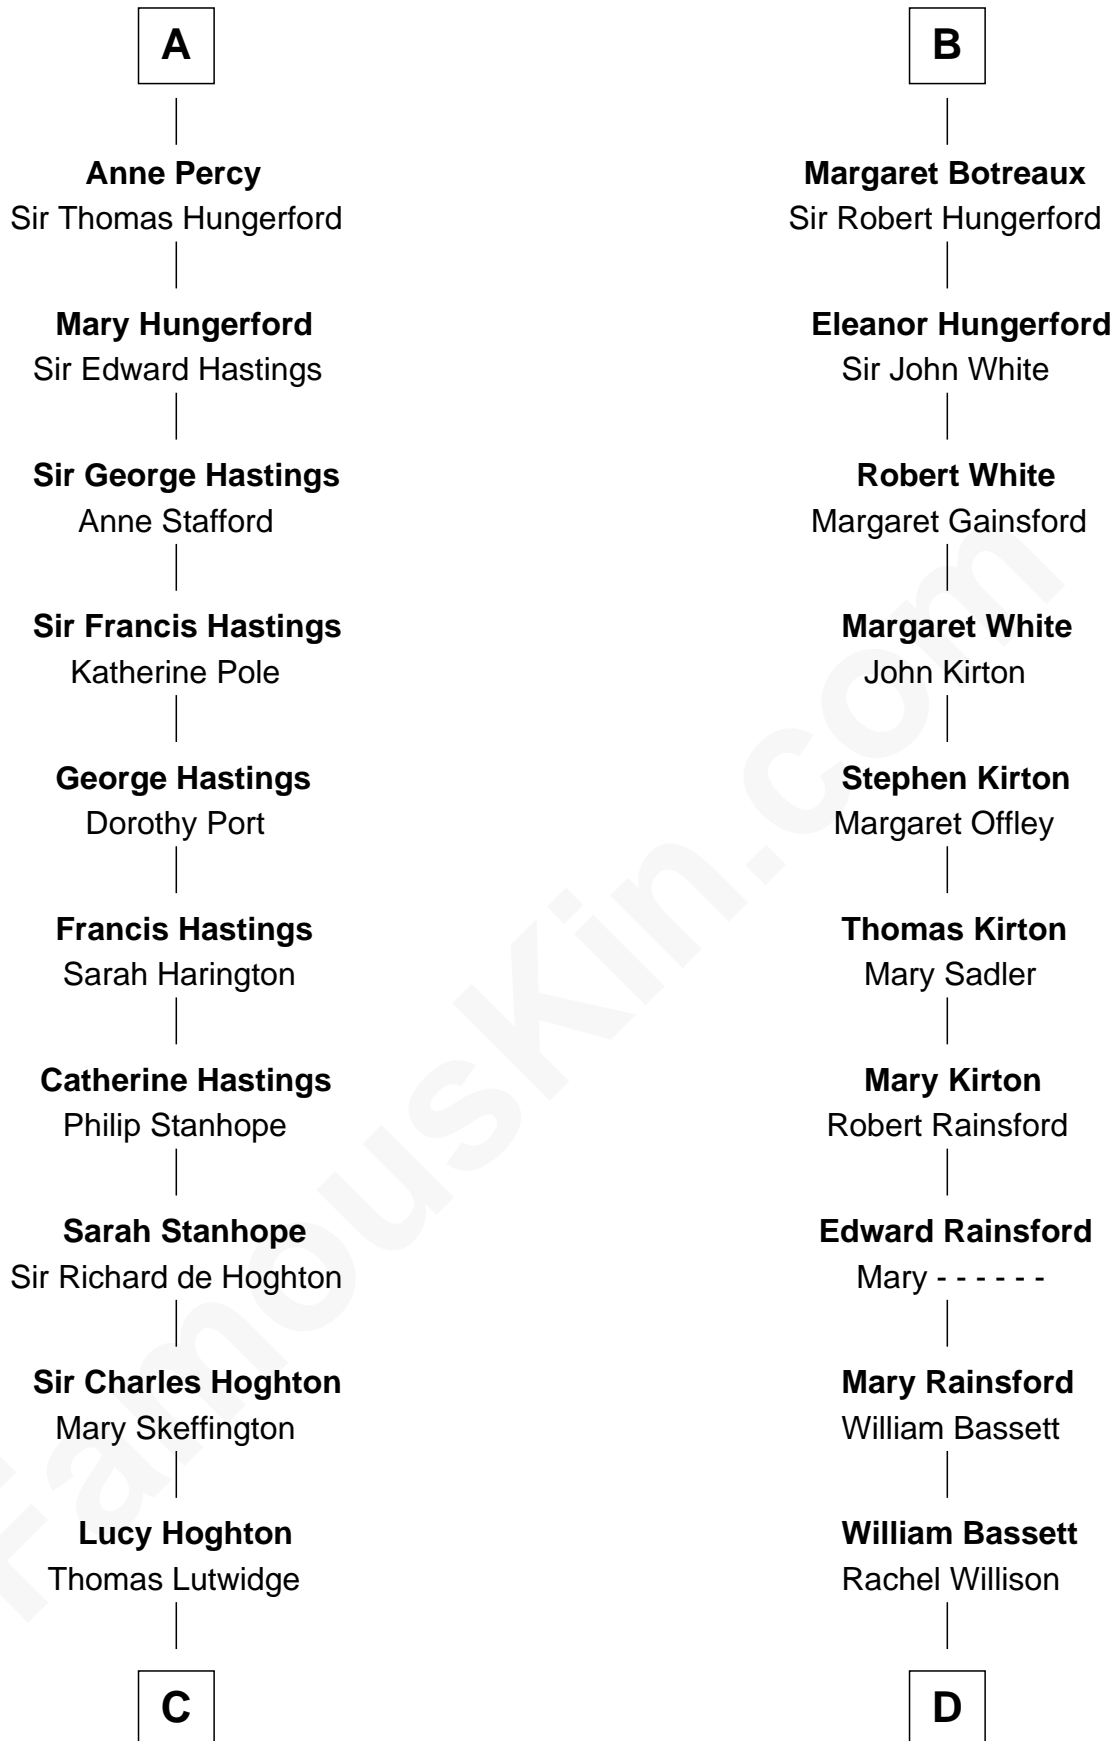 A
Anne Percy
Sir Thomas Hungerford
Mary Hungerford
Sir Edward Hastings
Sir George Hastings
Anne Stafford
Sir Francis Hastings
Katherine Pole
George Hastings
Dorothy Port
Francis Hastings
Sarah Harington
Catherine Hastings
Philip Stanhope
Sarah Stanhope
Sir Richard de Hoghton
Sir Charles Hoghton
Mary Skeffington
Lucy Hoghton
Thomas Lutwidge
C
B
Margaret Botreaux
Sir Robert Hungerford
Eleanor Hungerford
Sir John White
Robert White
Margaret Gainsford
Margaret White
John Kirton
Stephen Kirton
Margaret Offley
Thomas Kirton
Mary Sadler
Mary Kirton
Robert Rainsford
Edward Rainsford
Mary - - - - - -
Mary Rainsford
William Bassett
William Bassett
Rachel Willison
D
FamousKin.com